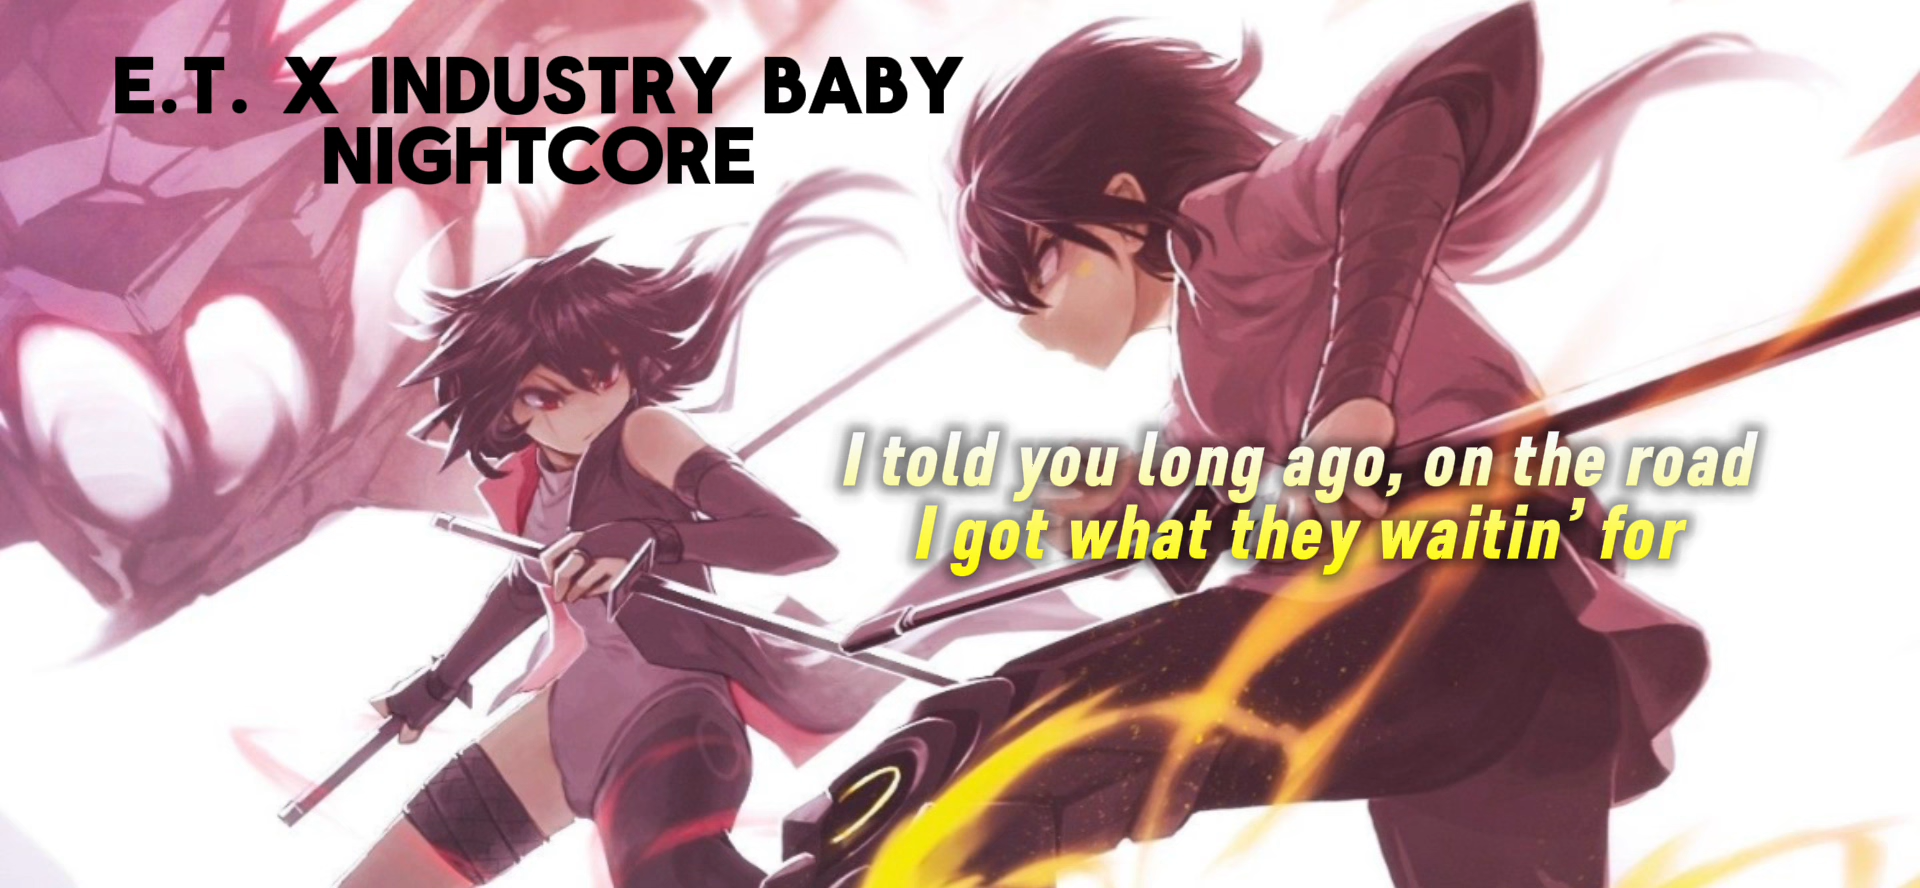 E.T. X INDUSTRY BABY
NIGHTCORE
I told you long ago, on the road
I got what they waitin’ for